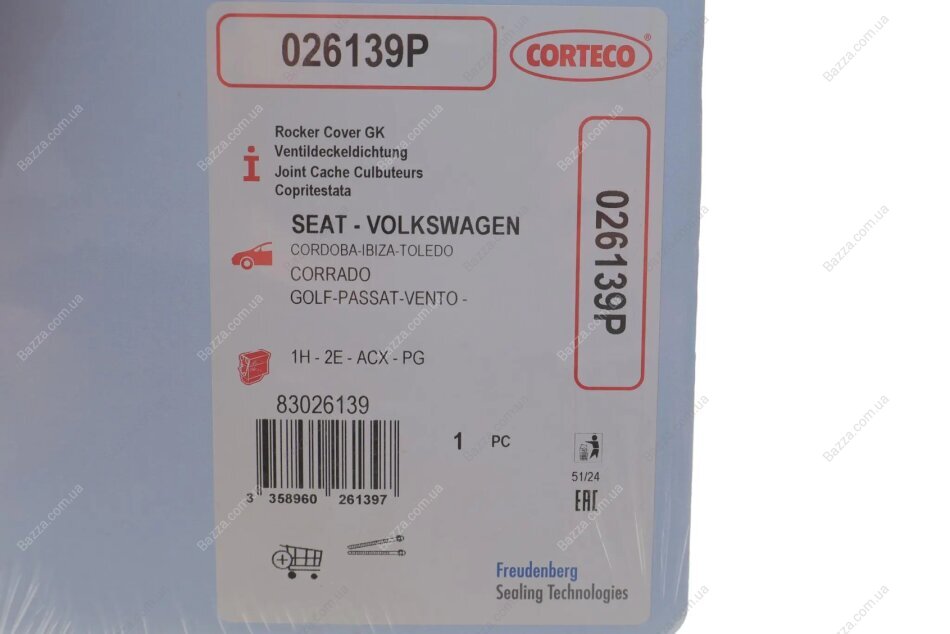 026139P
CORTECO®
Rocker Cover GK
Ventildeckeldichtung
Joint Cache Culbuteurs
Copritestata
026139P
SEAT - VOLKSWAGEN
CORDOBA-IBIZA-TOLEDO
CORRADO
GOLF-PASSAT-VENTO -
1H - 2E - ACX - PG
83026139
1 PC
3 358960 261397
51/24
EAC
Freudenberg
Sealing Technologies
Bazza.com.ua